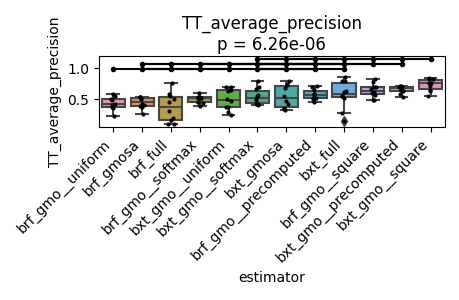 TT_average_precision
p = 6.26e-06
TT_average_precision
1.0
0.5
brf_gmo__uniform
brf_gmosa
brf_full
brf_gmo__softmax
bxt_gmo__uniform
bxt_gmo__softmax
bxt_gmosa
brf_gmo__precomputed
bxt_full
brf_gmo__square
bxt_gmo__precomputed
bxt_gmo__square
estimator